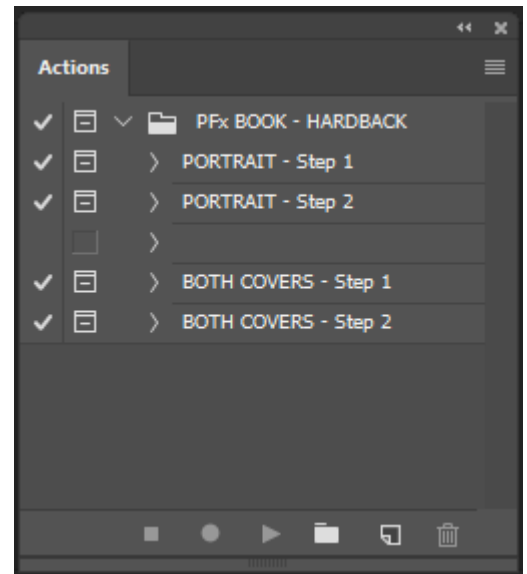 Actions
PFx BOOK - HARDBACK
PORTRAIT - Step 1
PORTRAIT - Step 2
BOTH COVERS - Step 1
BOTH COVERS - Step 2